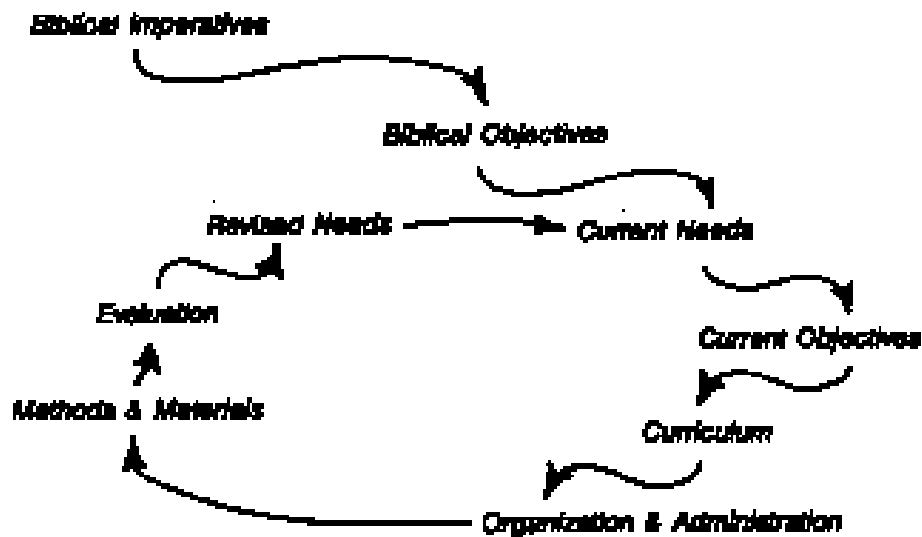 Biblical Imperatives
Biblical Objectives
Revised Needs
Current Needs
Evaluation
Current Objectives
Methods & Materials
Curriculum
Organization & Administration